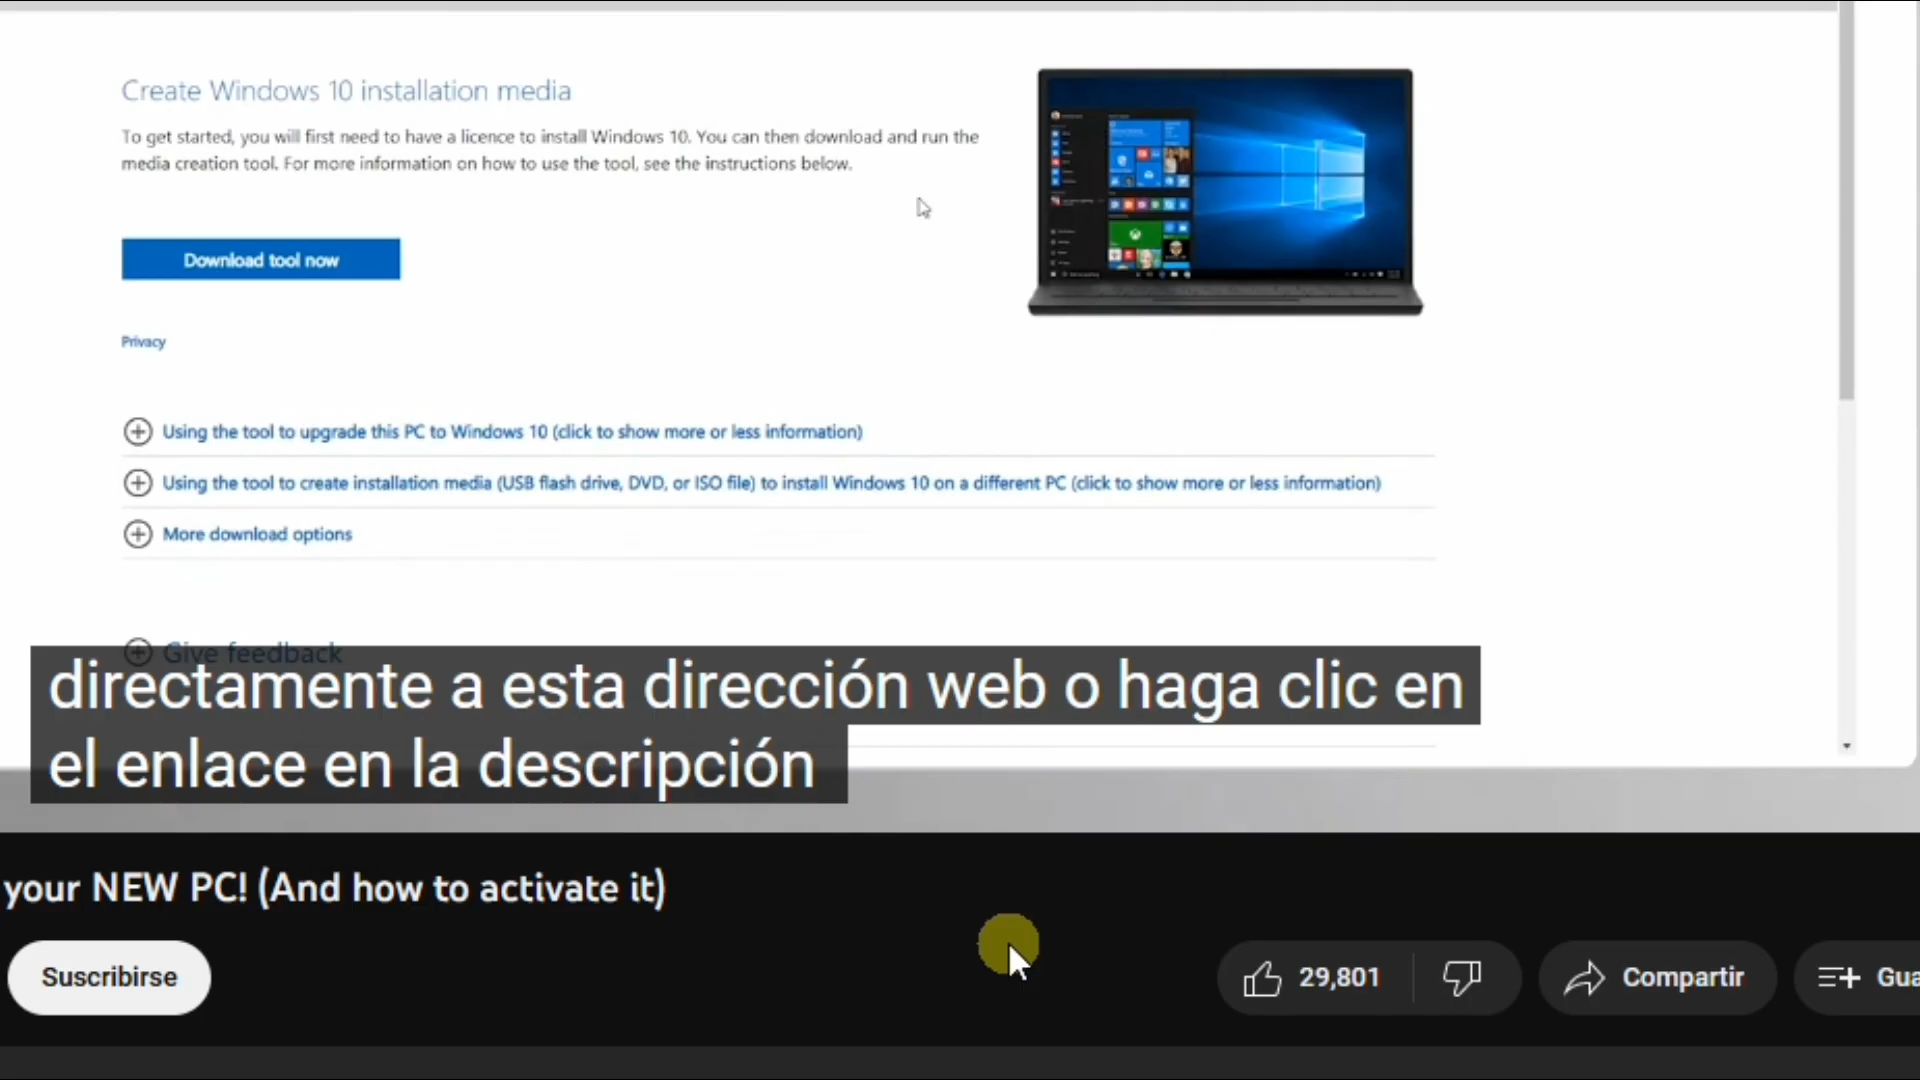 Create Windows 10 installation media
To get started, you will first need to have a licence to install Windows 10. You can then download and run the
media creation tool. For more information on how to use the tool, see the instructions below.
Download tool now
Privacy
Using the tool to upgrade this PC to Windows 10 (click to show more or less information)
Using the tool to create installation media (USB flash drive, DVD, or ISO file) to install Windows 10 on a different PC (click to show more or less information)
More download options
Give feedback
directamente a esta dirección web o haga clic en
el enlace en la descripción
your NEW PC! (And how to activate it)
Suscribirse
29,801
Compartir
Gua